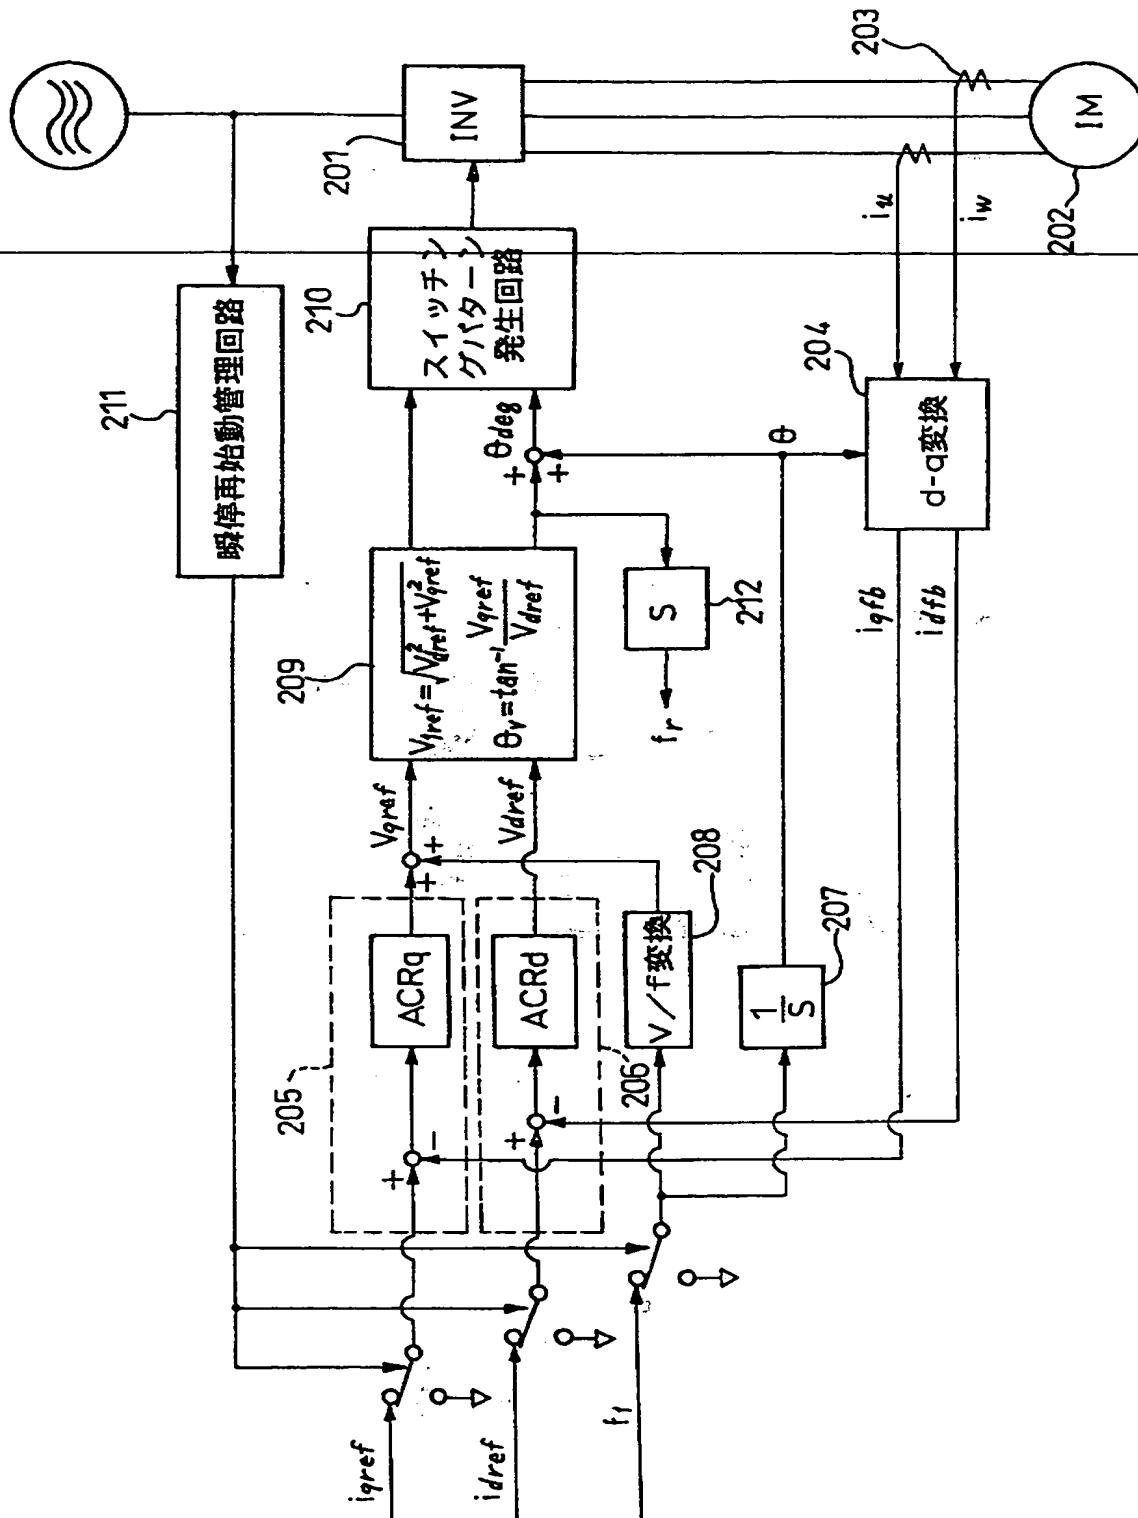 211
瞬停再始動管理回路
201
INV
210
スイッチン
グパターン
発生回路
209
V1ref=√V²dref+V²qref
θv=tan⁻¹ Vqref/Vdref
θdeg
+
+
S
212
fr
Vqref
Vdref
+
+
205
ACRq
+
-
206
ACRd
+
-
208
V/f変換
207
1/S
θ
204
d-q変換
iqfb
idfb
iu
iw
203
202
IM
iqref
idref
f1